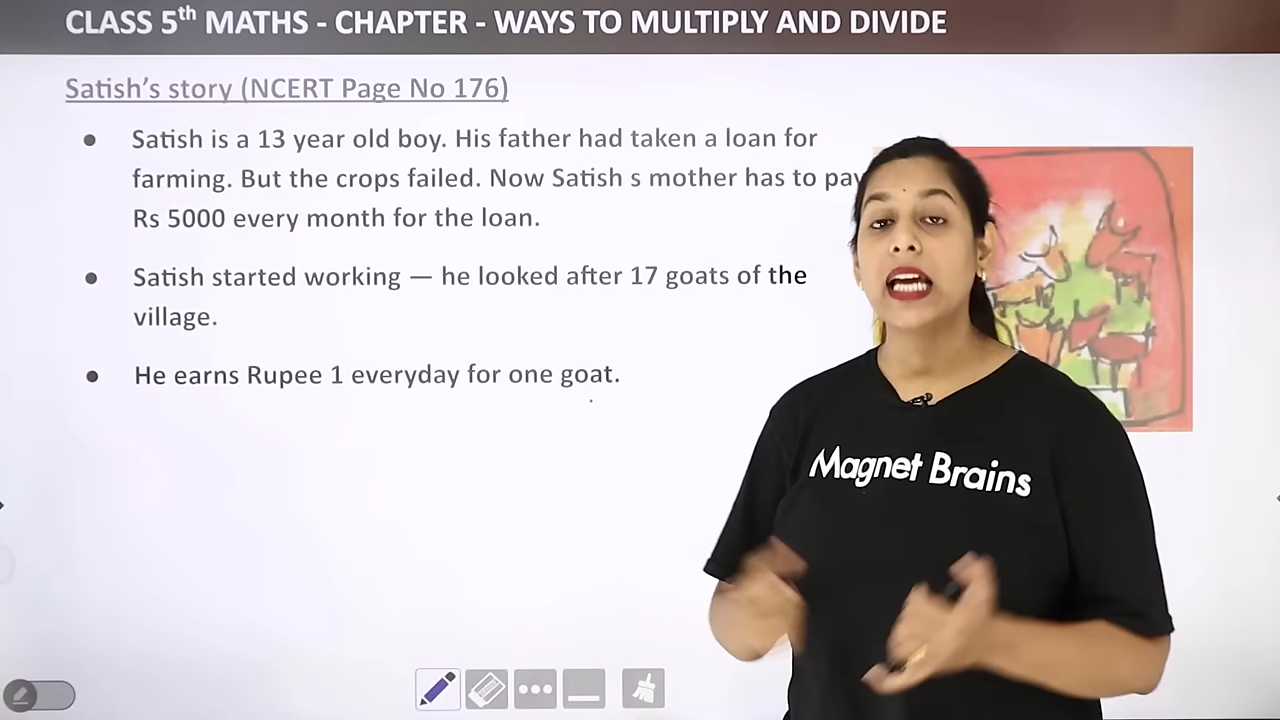 CLASS 5th MATHS - CHAPTER - WAYS TO MULTIPLY AND DIVIDE
Satish's story (NCERT Page No 176)
● Satish is a 13 year old boy. His father had taken a loan for
farming. But the crops failed. Now Satish s mother has to pay
Rs 5000 every month for the loan.
● Satish started working — he looked after 17 goats of the
village.
● He earns Rupee 1 everyday for one goat.
Magnet Brains